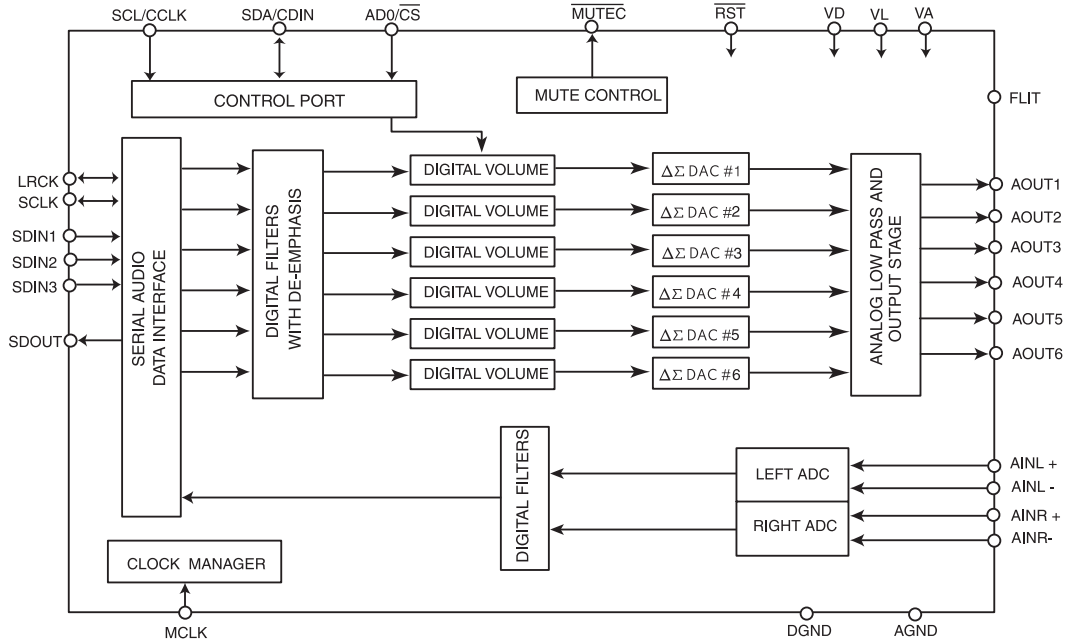 SCL/CCLK
SDA/CDIN
AD0/CS
MUTEC
RST
VD
VL
VA
CONTROL PORT
MUTE CONTROL
FLIT
LRCK
SCLK
SDIN1
SDIN2
SDIN3
SDOUT
SERIAL AUDIO
DATA INTERFACE
DIGITAL FILTERS
WITH DE-EMPHASIS
DIGITAL VOLUME
DIGITAL VOLUME
DIGITAL VOLUME
DIGITAL VOLUME
DIGITAL VOLUME
DIGITAL VOLUME
ΔΣ DAC #1
ΔΣ DAC #2
ΔΣ DAC #3
ΔΣ DAC #4
ΔΣ DAC #5
ΔΣ DAC #6
ANALOG LOW PASS AND
OUTPUT STAGE
AOUT1
AOUT2
AOUT3
AOUT4
AOUT5
AOUT6
DIGITAL FILTERS
LEFT ADC
RIGHT ADC
AINL +
AINL -
AINR +
AINR-
CLOCK MANAGER
MCLK
DGND
AGND